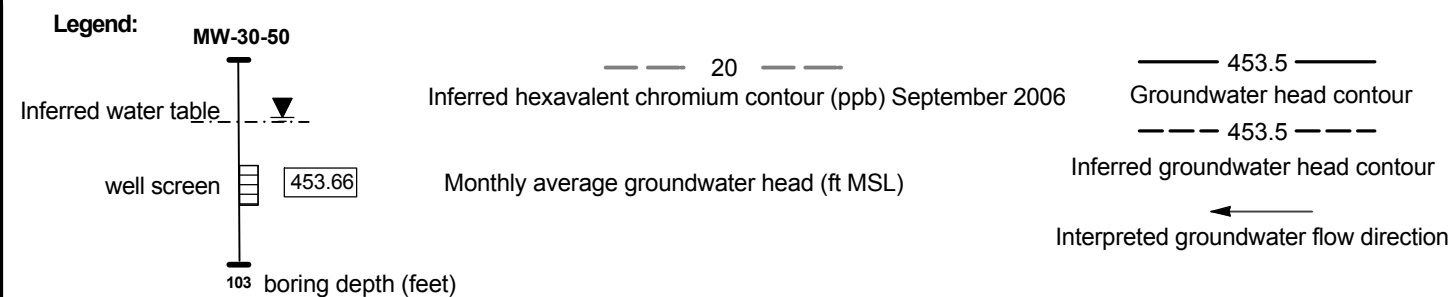 Legend:
MW-30-50
Inferred water table
well screen
453.66
103 boring depth (feet)
20
Inferred hexavalent chromium contour (ppb) September 2006
Monthly average groundwater head (ft MSL)
453.5
Groundwater head contour
453.5
Inferred groundwater head contour
Interpreted groundwater flow direction